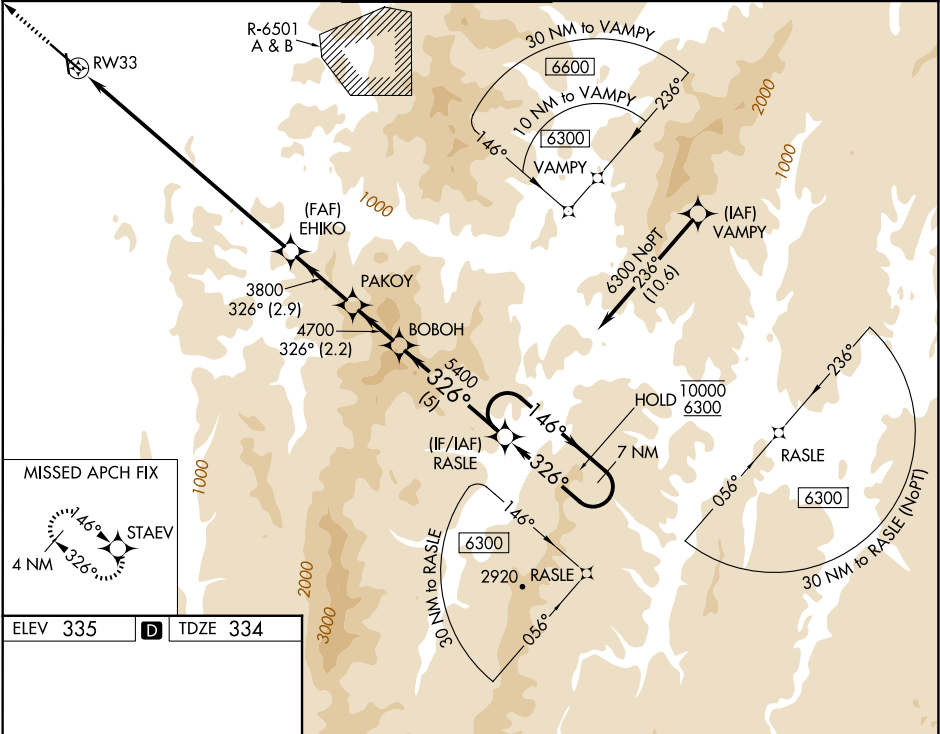 R-6501
A & B
RW33
30 NM to VAMPY
6600
10 NM to VAMPY
6300
VAMPY
146°
236°
2000
1000
1000
(IAF)
VAMPY
6300 NoPT
236°
(10.6)
(FAF)
EHIKO
3800
326° (2.9)
PAKOY
4700
326° (2.2)
BOBOH
5400
326°
(5)
(IF/IAF)
RASLE
146°
326°
HOLD
10000
6300
7 NM
236°
RASLE
056°
6300
30 NM to RASLE (NoPT)
MISSED APCH FIX
146°
STAEV
4 NM
326°
1000
2000
3000
146°
6300
2920
RASLE
30 NM to RASLE
056°
ELEV 335 D TDZE 334